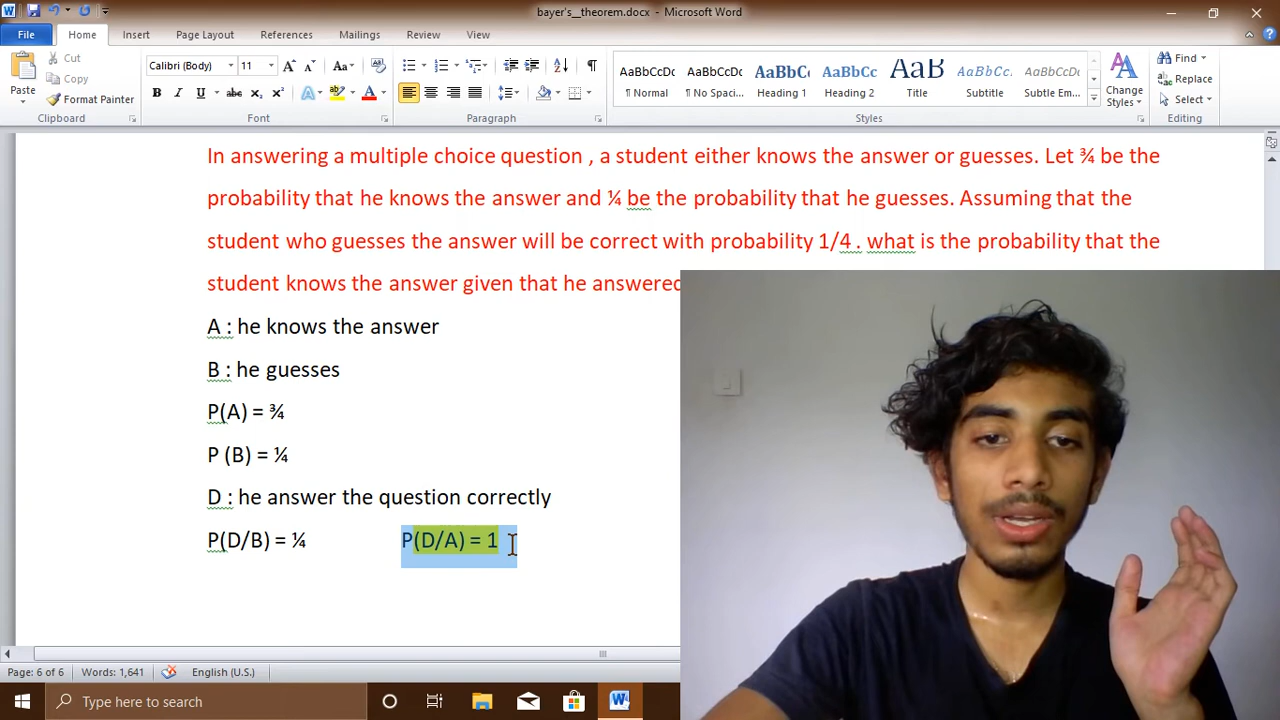 bayer's_theorem.docx - Microsoft Word
File Home Insert Page Layout References Mailings Review View
Paste Cut Copy Format Painter Clipboard
Calibri (Body) 11 Font
Paragraph
AaBbCcDc AaBbCcDc AaBbC AaBbCc AaB AaBbCcI AaBbCcDc
¶ Normal ¶ No Spaci... Heading 1 Heading 2 Title Subtitle Subtle Em...
Change Styles Styles
Find Replace Select Editing
In answering a multiple choice question , a student either knows the answer or guesses. Let ¾ be the
probability that he knows the answer and ¼ be the probability that he guesses. Assuming that the
student who guesses the answer will be correct with probability 1/4 . what is the probability that the
student knows the answer given that he answered
A : he knows the answer
B : he guesses
P(A) = ¾
P (B) = ¼
D : he answer the question correctly
P(D/B) = ¼ P(D/A) = 1
Page: 6 of 6 Words: 1,641 English (U.S.)
Type here to search